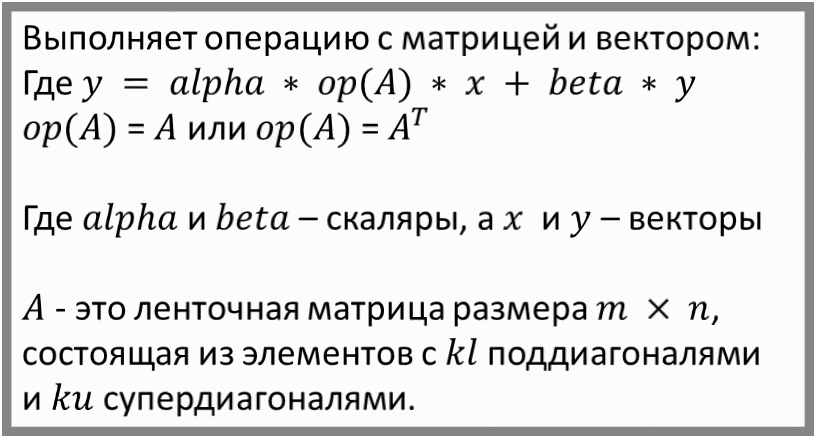 Выполняет операцию с матрицей и вектором:
Где y = alpha * op(A) * x + beta * y
op(A) = A или op(A) = Aᵀ
Где alpha и beta – скаляры, а x и y – векторы
A - это ленточная матрица размера m × n,
состоящая из элементов с kl поддиагоналями
и ku супердиагоналями.